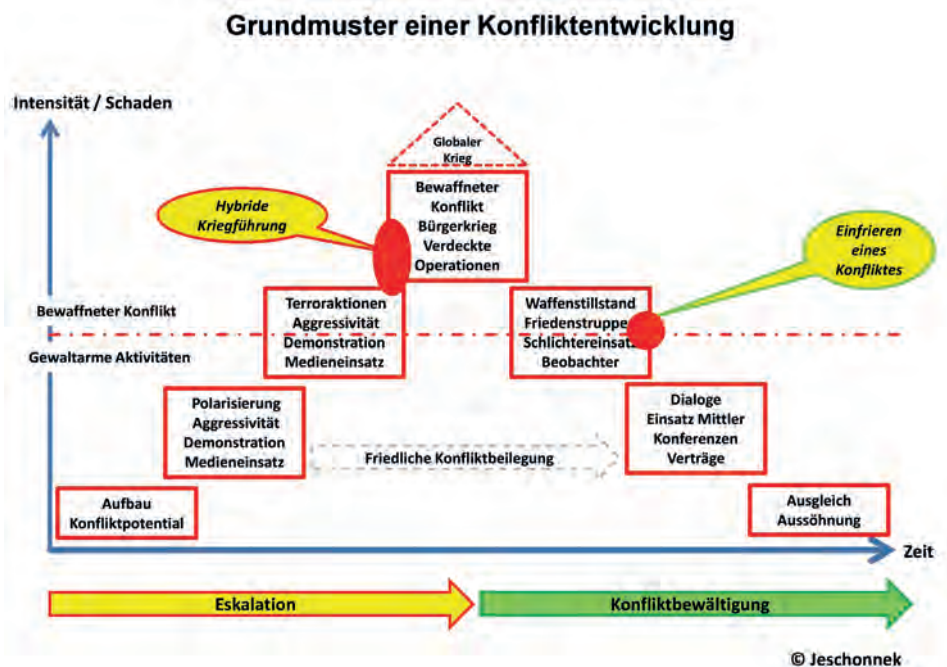 Grundmuster einer Konfliktentwicklung
Intensität / Schaden
Globaler
Krieg
Bewaffneter
Konflikt
Bürgerkrieg
Verdeckte
Operationen
Hybride
Kriegführung
Einfrieren
eines
Konfliktes
Bewaffneter Konflikt
Gewaltarme Aktivitäten
Terroraktionen
Aggressivität
Demonstration
Medieneinsatz
Waffenstillstand
Friedenstruppe
Schlichtereinsatz
Beobachter
Polarisierung
Aggressivität
Demonstration
Medieneinsatz
Friedliche Konfliktbeilegung
Dialoge
Einsatz Mittler
Konferenzen
Verträge
Aufbau
Konfliktpotential
Ausgleich
Aussöhnung
Zeit
Eskalation
Konfliktbewältigung
© Jeschonnek